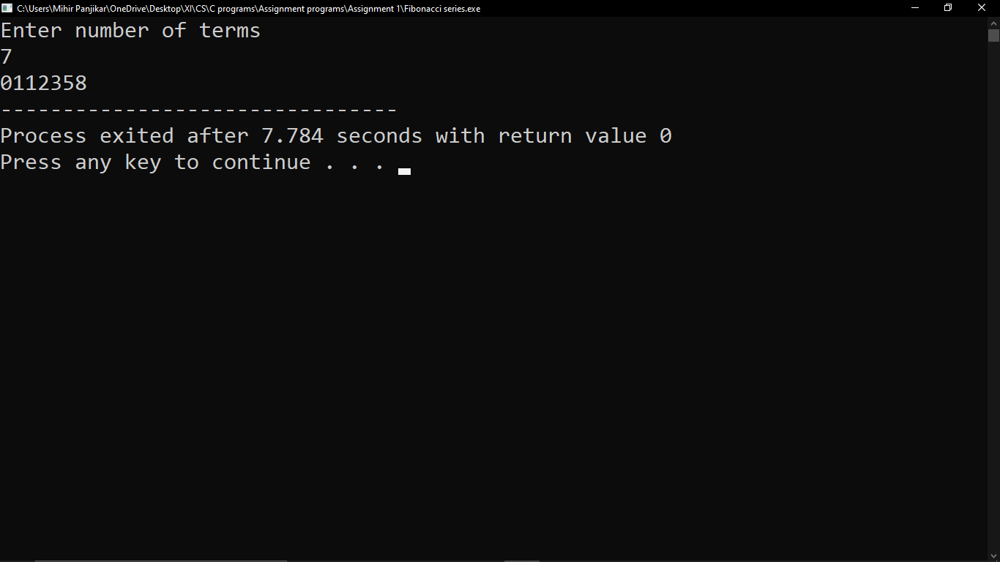 C:\Users\Mihir Panjikar\OneDrive\Desktop\XI\CS\C programs\Assignment programs\Assignment 1\Fibonacci series.exe
Enter number of terms
7
0112358
--------------------------------
Process exited after 7.784 seconds with return value 0
Press any key to continue . . .